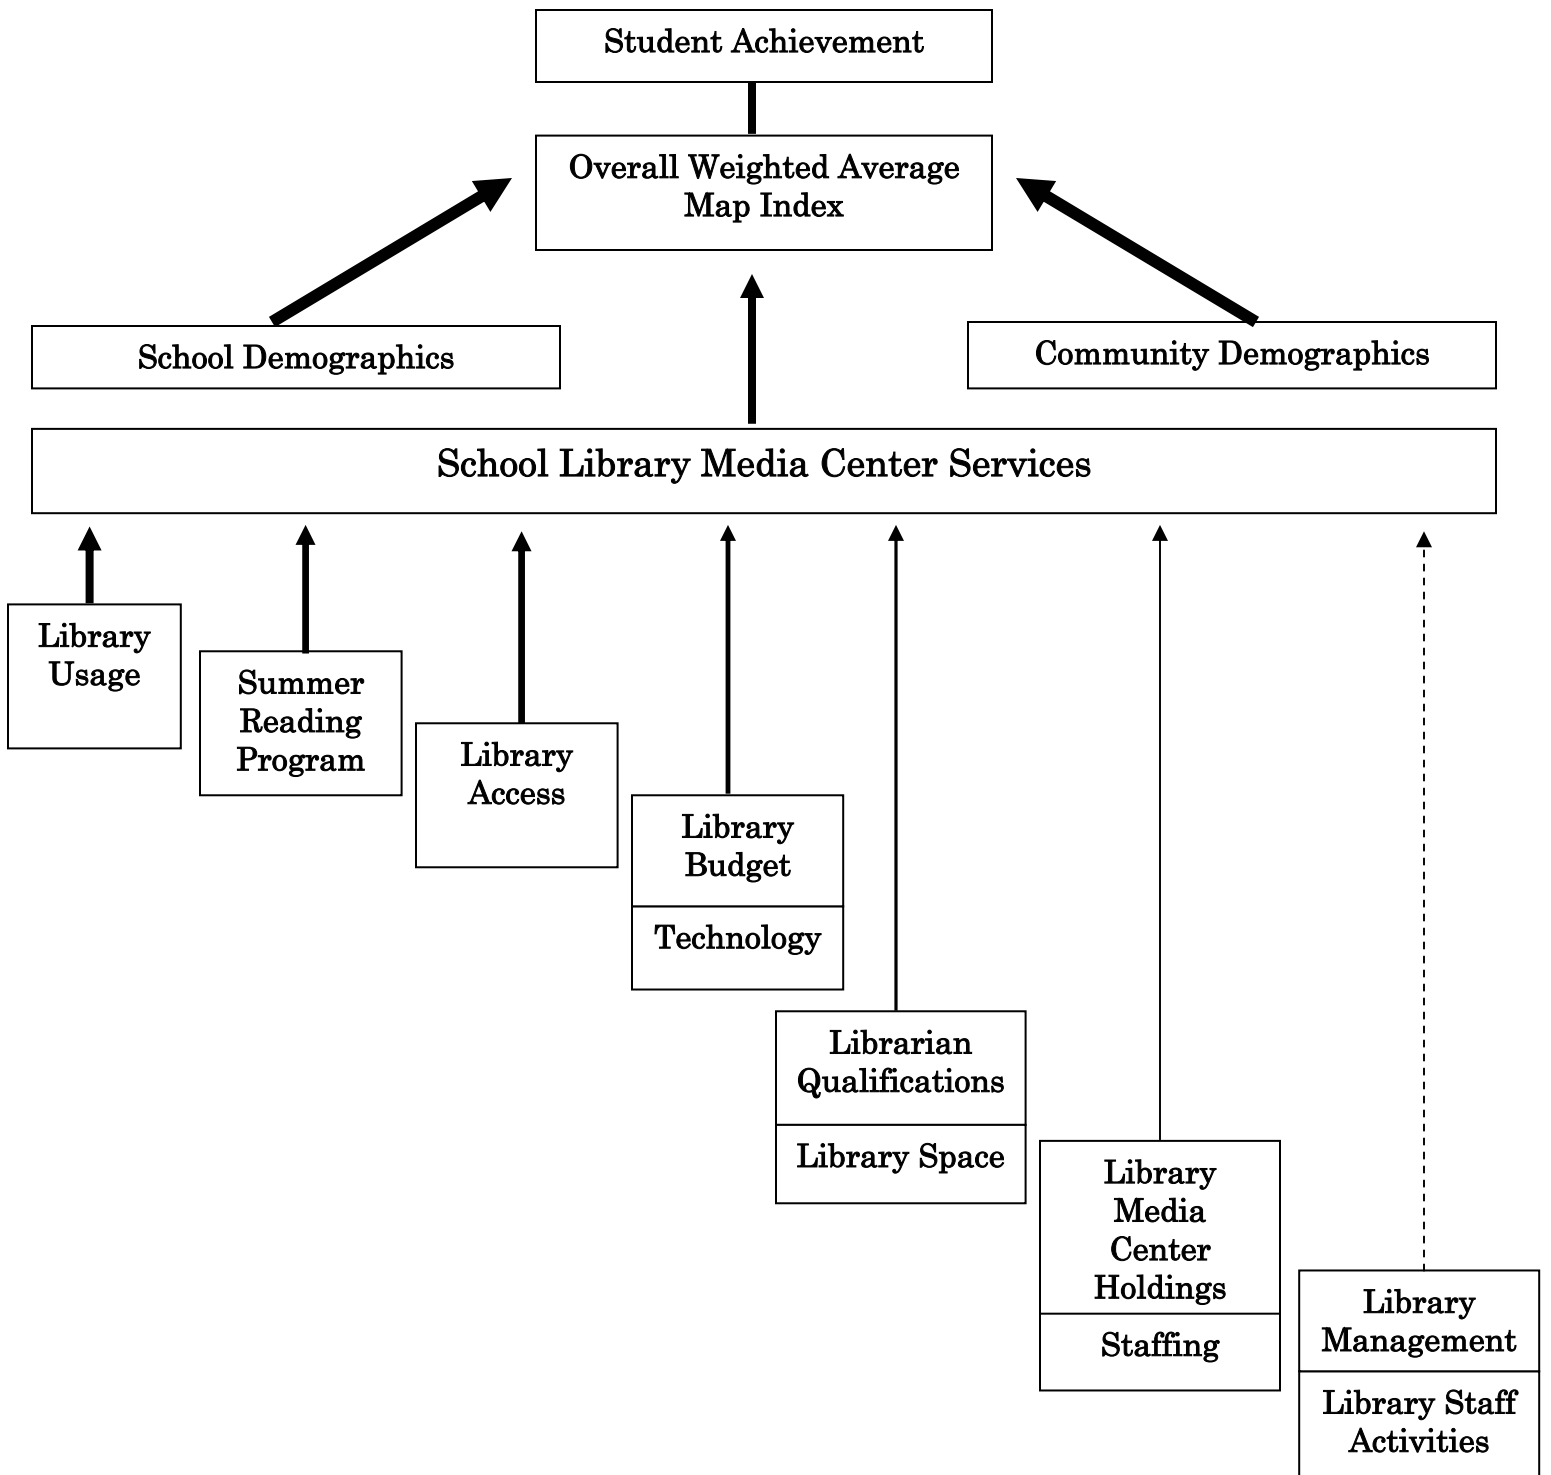 Student Achievement
Overall Weighted Average
Map Index
School Demographics
Community Demographics
School Library Media Center Services
Library
Usage
Summer
Reading
Program
Library
Access
Library
Budget
Technology
Librarian
Qualifications
Library Space
Library
Media
Center
Holdings
Staffing
Library
Management
Library Staff
Activities